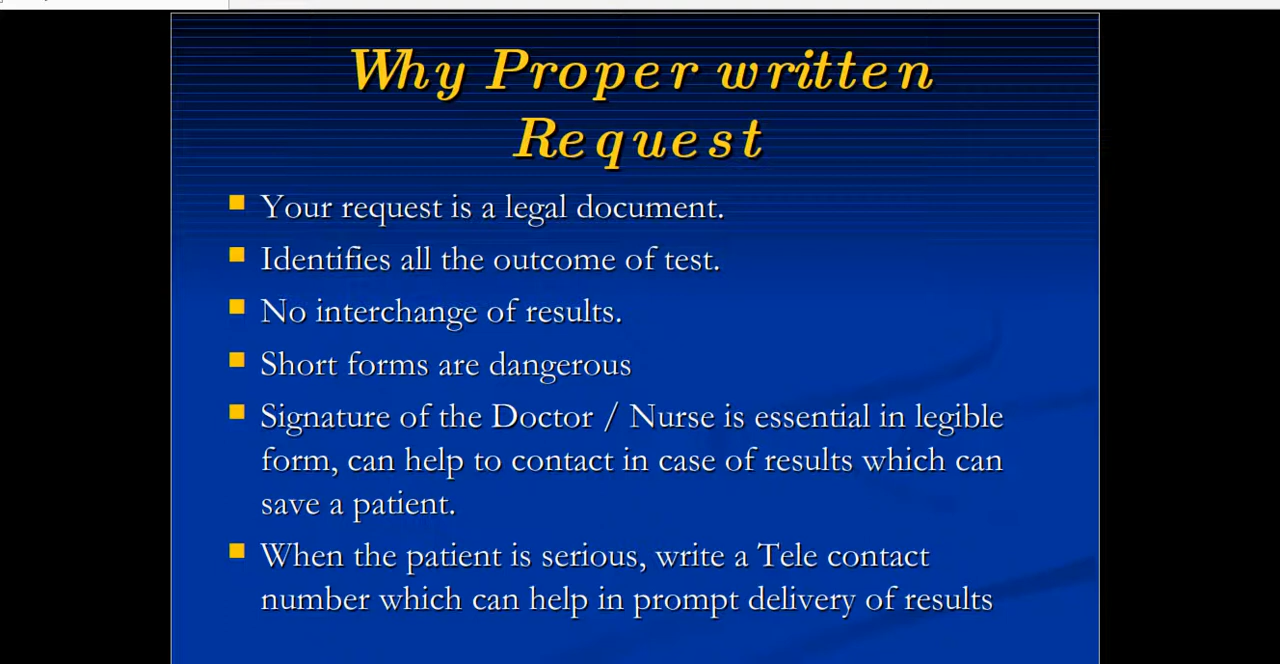 Why Proper written
Request
Your request is a legal document.
Identifies all the outcome of test.
No interchange of results.
Short forms are dangerous
Signature of the Doctor / Nurse is essential in legible
form, can help to contact in case of results which can
save a patient.
When the patient is serious, write a Tele contact
number which can help in prompt delivery of results